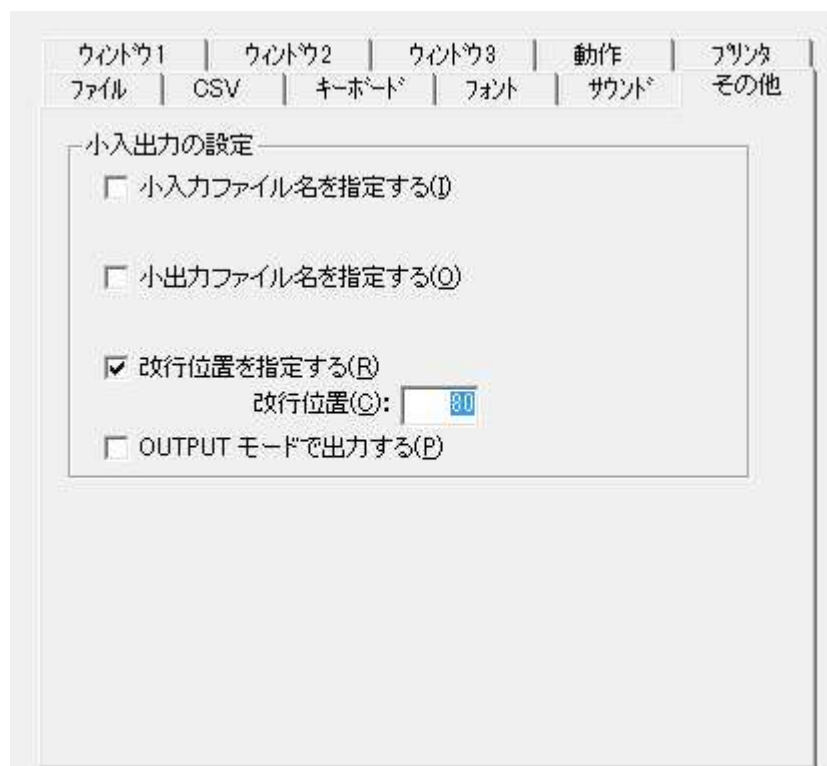 ウィンドウ1 ウィンドウ2 ウィンドウ3 動作 プリンタ
ファイル CSV キーボード フォント サウンド その他
小入出力の設定
小入力ファイル名を指定する(I)
小出力ファイル名を指定する(O)
改行位置を指定する(R)
改行位置(C): 80
OUTPUT モードで出力する(P)